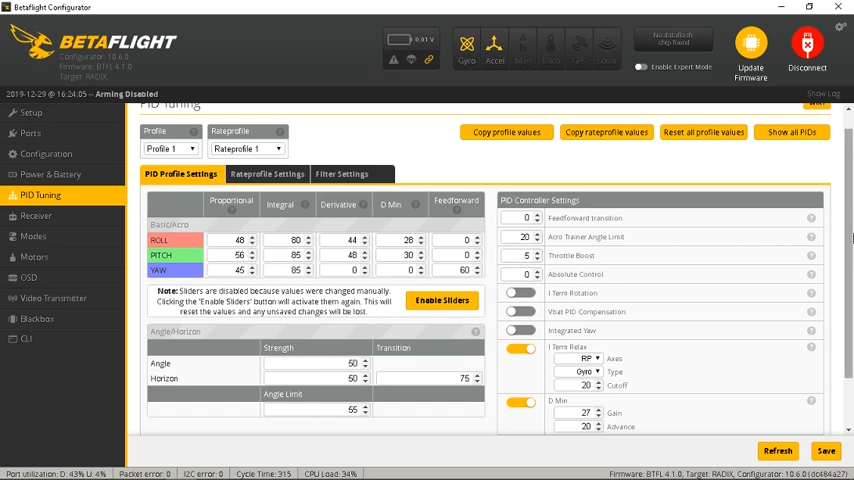 Betaflight Configurator
BETAFLIGHT
Configurator: 10.6.0
Firmware: BTFL 4.1.0
Target: RADIX
0.01 V
Gyro
Accel
Mag
Baro
GPS
Sonar
No dataflash
chip found
Enable Expert Mode
Update
Firmware
Disconnect
2019-12-29 @ 16:24:05 -- Arming Disabled
Show Log
Setup
Ports
Configuration
Power & Battery
PID Tuning
Receiver
Modes
Motors
OSD
Video Transmitter
Blackbox
CLI
PID Tuning
WIKI
Profile
Rateprofile
Profile 1
Rateprofile 1
Copy profile values
Copy rateprofile values
Reset all profile values
Show all PIDs
PID Profile Settings
Rateprofile Settings
Filter Settings
Proportional Integral Derivative D Min Feedforward
Basic/Acro
ROLL 48 80 44 28 0
PITCH 56 85 48 30 0
YAW 45 85 0 0 60
Note: Sliders are disabled because values were changed manually.
Clicking the 'Enable Sliders' button will activate them again. This will
reset the values and any unsaved changes will be lost.
Enable Sliders
Angle/Horizon
Strength Transition
Angle 50
Horizon 50 75
Angle Limit
55
PID Controller Settings
0 Feedforward transition
20 Acro Trainer Angle Limit
5 Throttle Boost
0 Absolute Control
I Term Rotation
Vbat PID Compensation
Integrated Yaw
I Term Relax
RP Axes
Gyro Type
20 Cutoff
D Min
27 Gain
20 Advance
Refresh
Save
Port utilization: D: 43% U: 4%
Packet error: 0
I2C error: 0
Cycle Time: 315
CPU Load: 34%
Firmware: BTFL 4.1.0, Target: RADIX, Configurator: 10.6.0 (dc484a27)